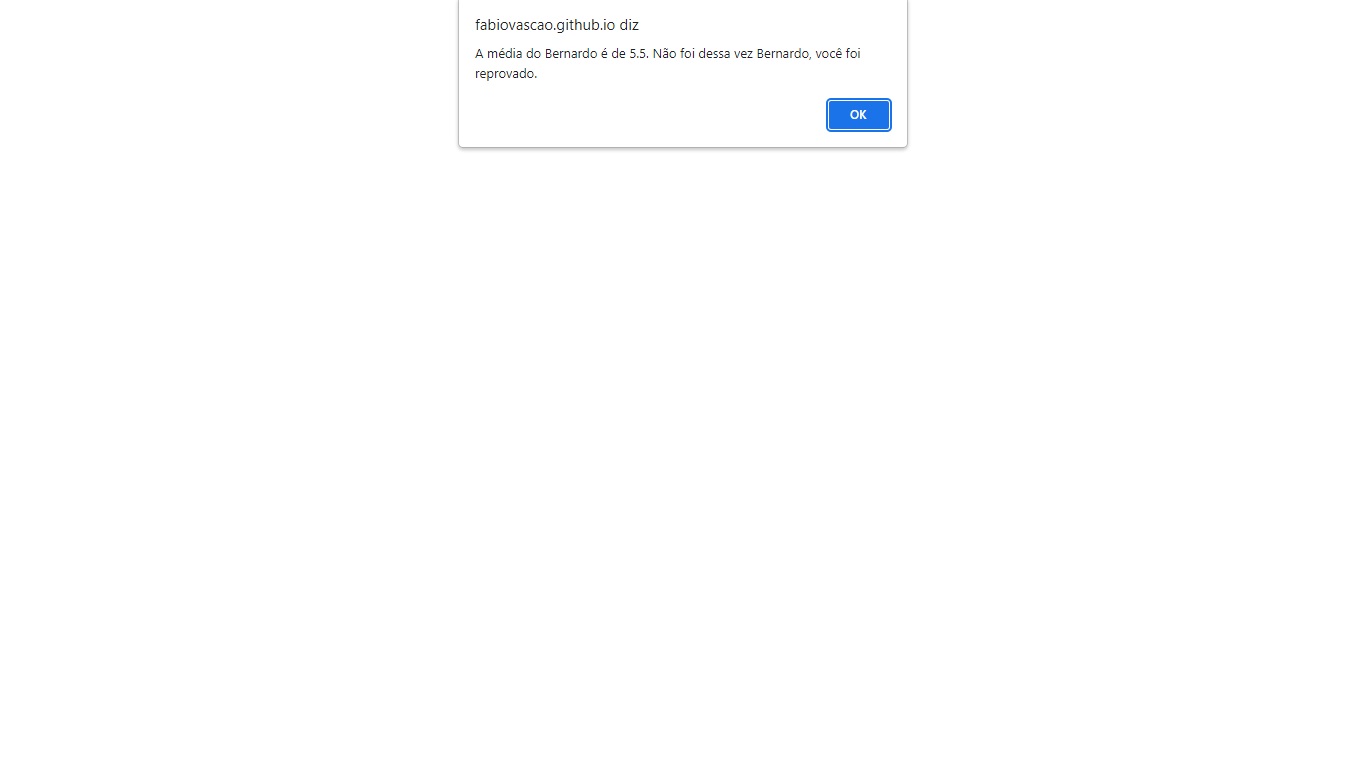 fabiovascao.github.io diz
A média do Bernardo é de 5.5. Não foi dessa vez Bernardo, você foi
reprovado.
OK